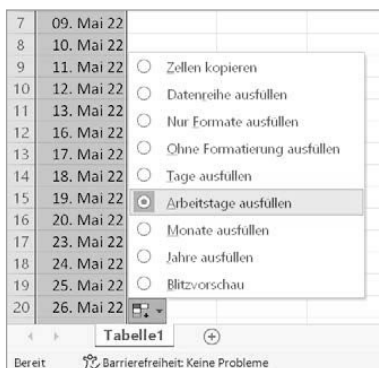 7 09. Mai 22
8 10. Mai 22
9 11. Mai 22 Zellen kopieren
10 12. Mai 22 Datenreihe ausfüllen
11 13. Mai 22 Nur Formate ausfüllen
12 16. Mai 22
13 17. Mai 22 Ohne Formatierung ausfüllen
14 18. Mai 22 Tage ausfüllen
15 19. Mai 22 Arbeitstage ausfüllen
16 20. Mai 22 Monate ausfüllen
17 23. Mai 22
18 24. Mai 22 Jahre ausfüllen
19 25. Mai 22 Blitzvorschau
20 26. Mai 22
Tabelle1
Bereit Barrierefreiheit: Keine Probleme